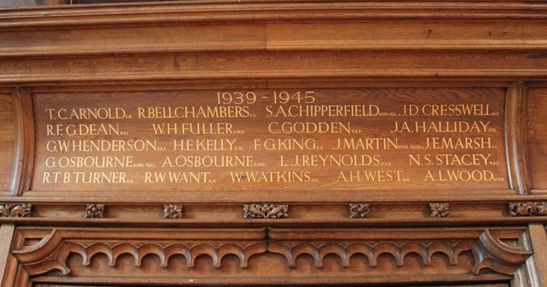 1939 - 1945
T.C.ARNOLD. R.BELLCHAMBERS. S.A.CHIPPERFIELD. J.D.CRESSWELL.
R.F.G.DEAN. W.H.FULLER. C.GODDEN. J.A.HALLIDAY.
G.W.HENDERSON. H.E.KELLY. F.G.KING. J.MARTIN. J.E.MARSH.
G.OSBOURNE. A.OSBOURNE. L.J.REYNOLDS. N.S.STACEY.
R.T.B.TURNER. R.W.WANT. W.WATKINS. A.H.WEST. A.L.WOOD.